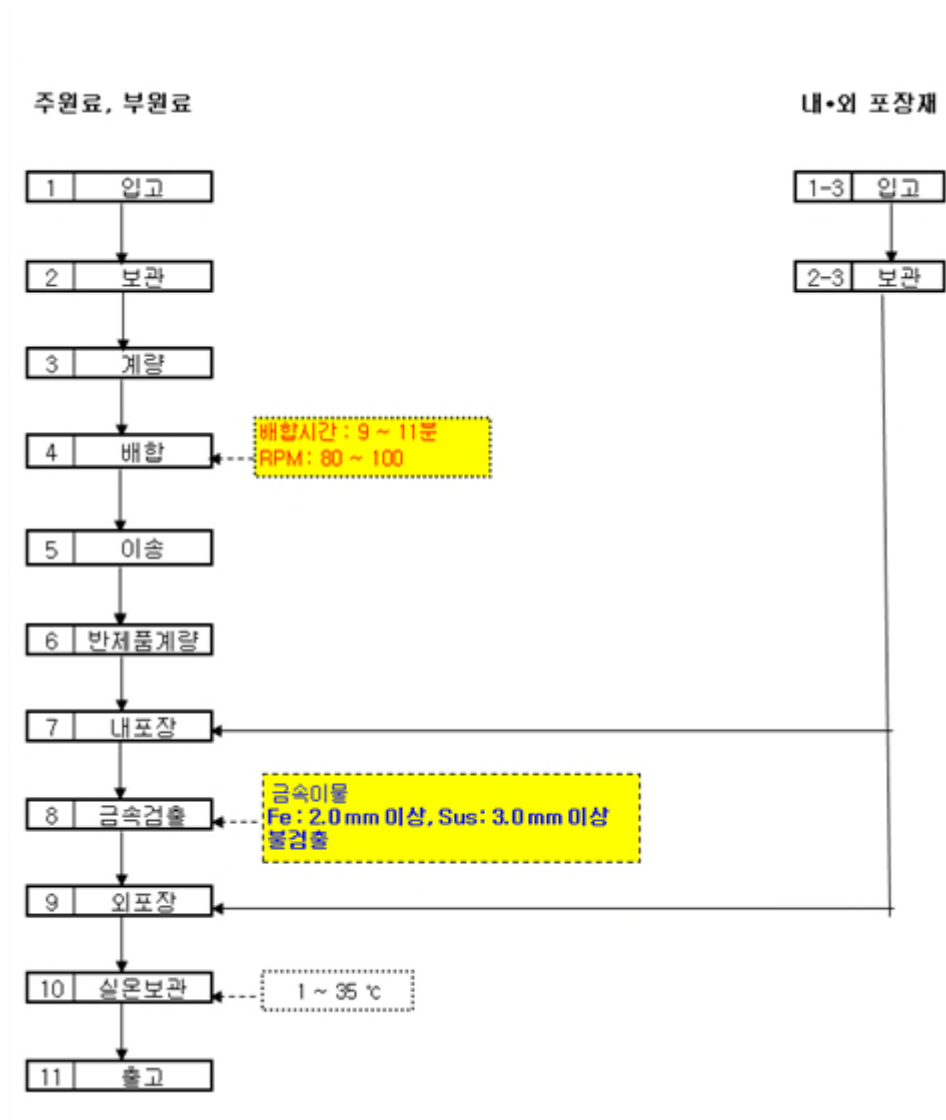 주원료, 부원료
내•외 포장재
1 입고
1-3 입고
2 보관
2-3 보관
3 계량
4 배합
배합시간 : 9 ~ 11분
RPM : 80 ~ 100
5 이송
6 반제품계량
7 내포장
8 금속검출
금속이물
Fe : 2.0 mm 이상, Sus: 3.0 mm 이상
불검출
9 외포장
10 실온보관
1 ~ 35 ℃
11 출고